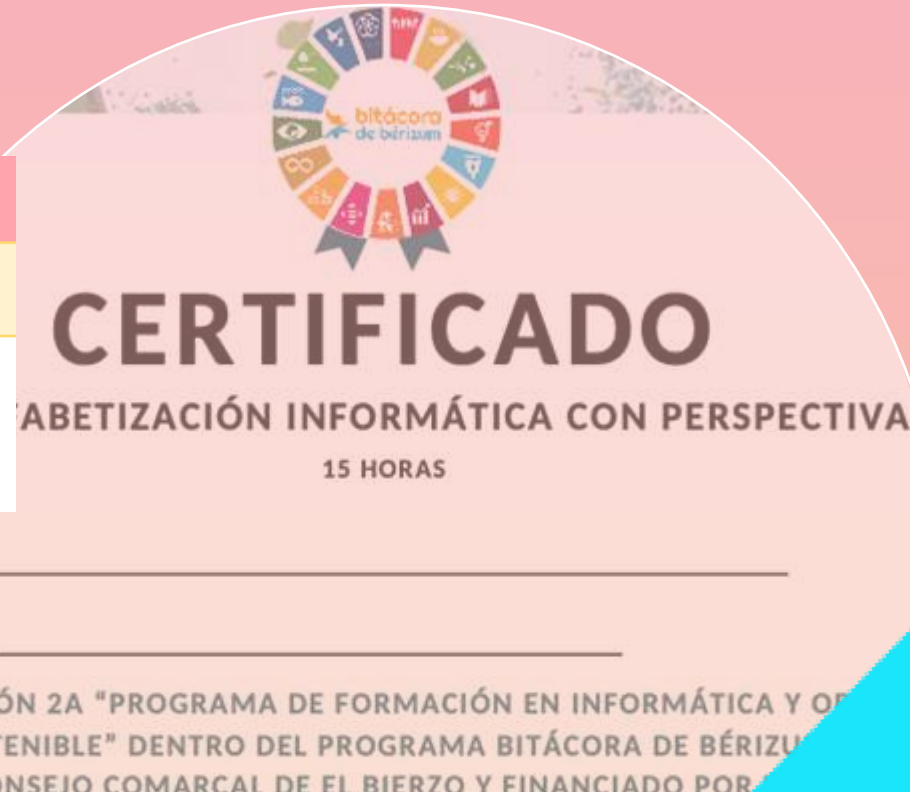 bitácora
de bérizum
CERTIFICADO
FABETIZACIÓN INFORMÁTICA CON PERSPECTIVA
15 HORAS
ÓN 2A “PROGRAMA DE FORMACIÓN EN INFORMÁTICA Y
TENIBLE” DENTRO DEL PROGRAMA BITÁCORA DE BÉRIZU
ONSEJO COMARCAL DE EL BIERZO Y FINANCIADO POR